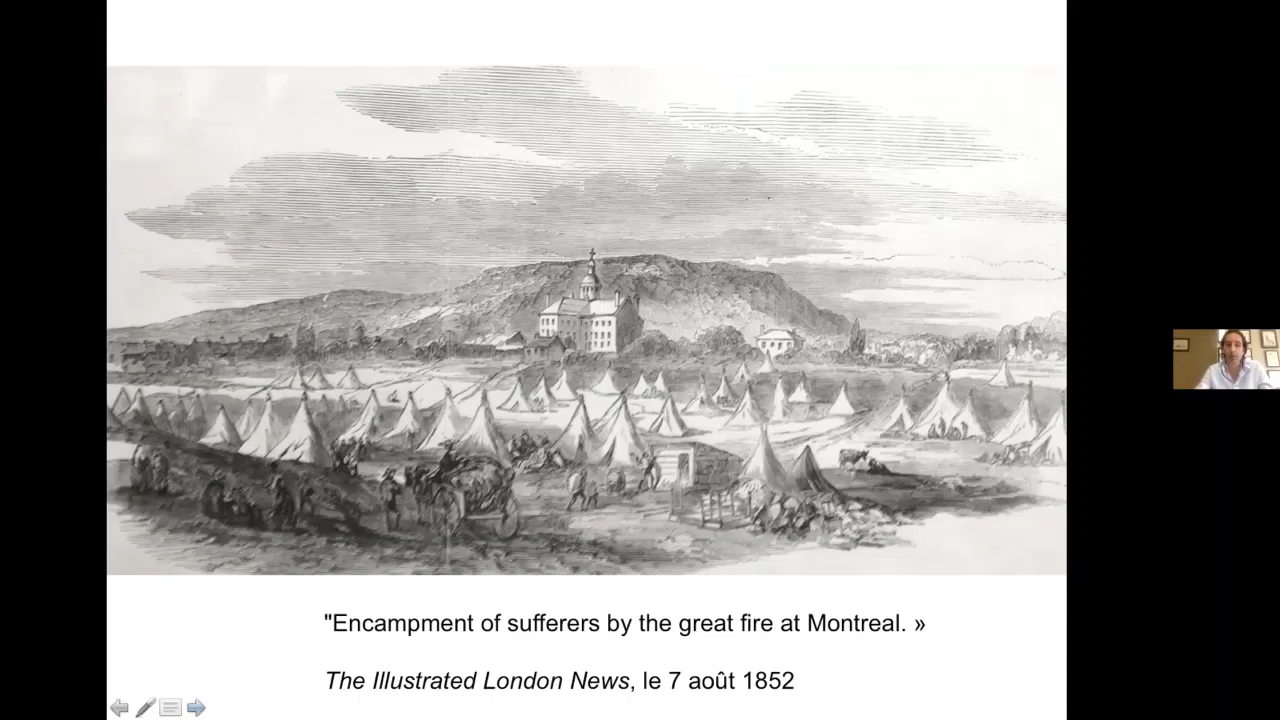 "Encampment of sufferers by the great fire at Montreal. »
The Illustrated London News, le 7 août 1852